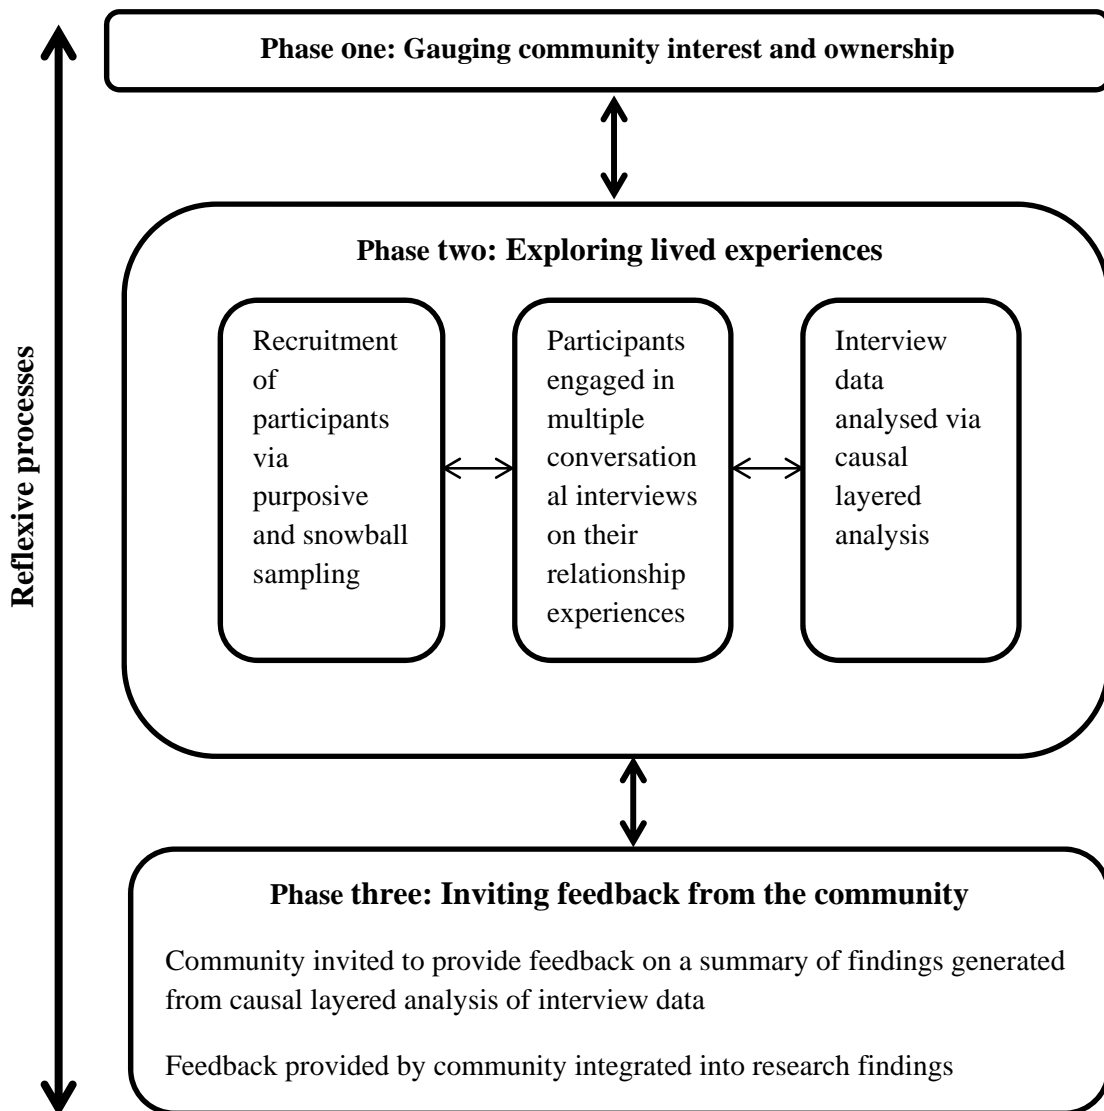 Phase one: Gauging community interest and ownership
Reflexive processes
Phase two: Exploring lived experiences
Recruitment
of
participants
via
purposive
and snowball
sampling
Participants
engaged in
multiple
conversation
al interviews
on their
relationship
experiences
Interview
data
analysed via
causal
layered
analysis
Phase three: Inviting feedback from the community
Community invited to provide feedback on a summary of findings generated
from causal layered analysis of interview data
Feedback provided by community integrated into research findings